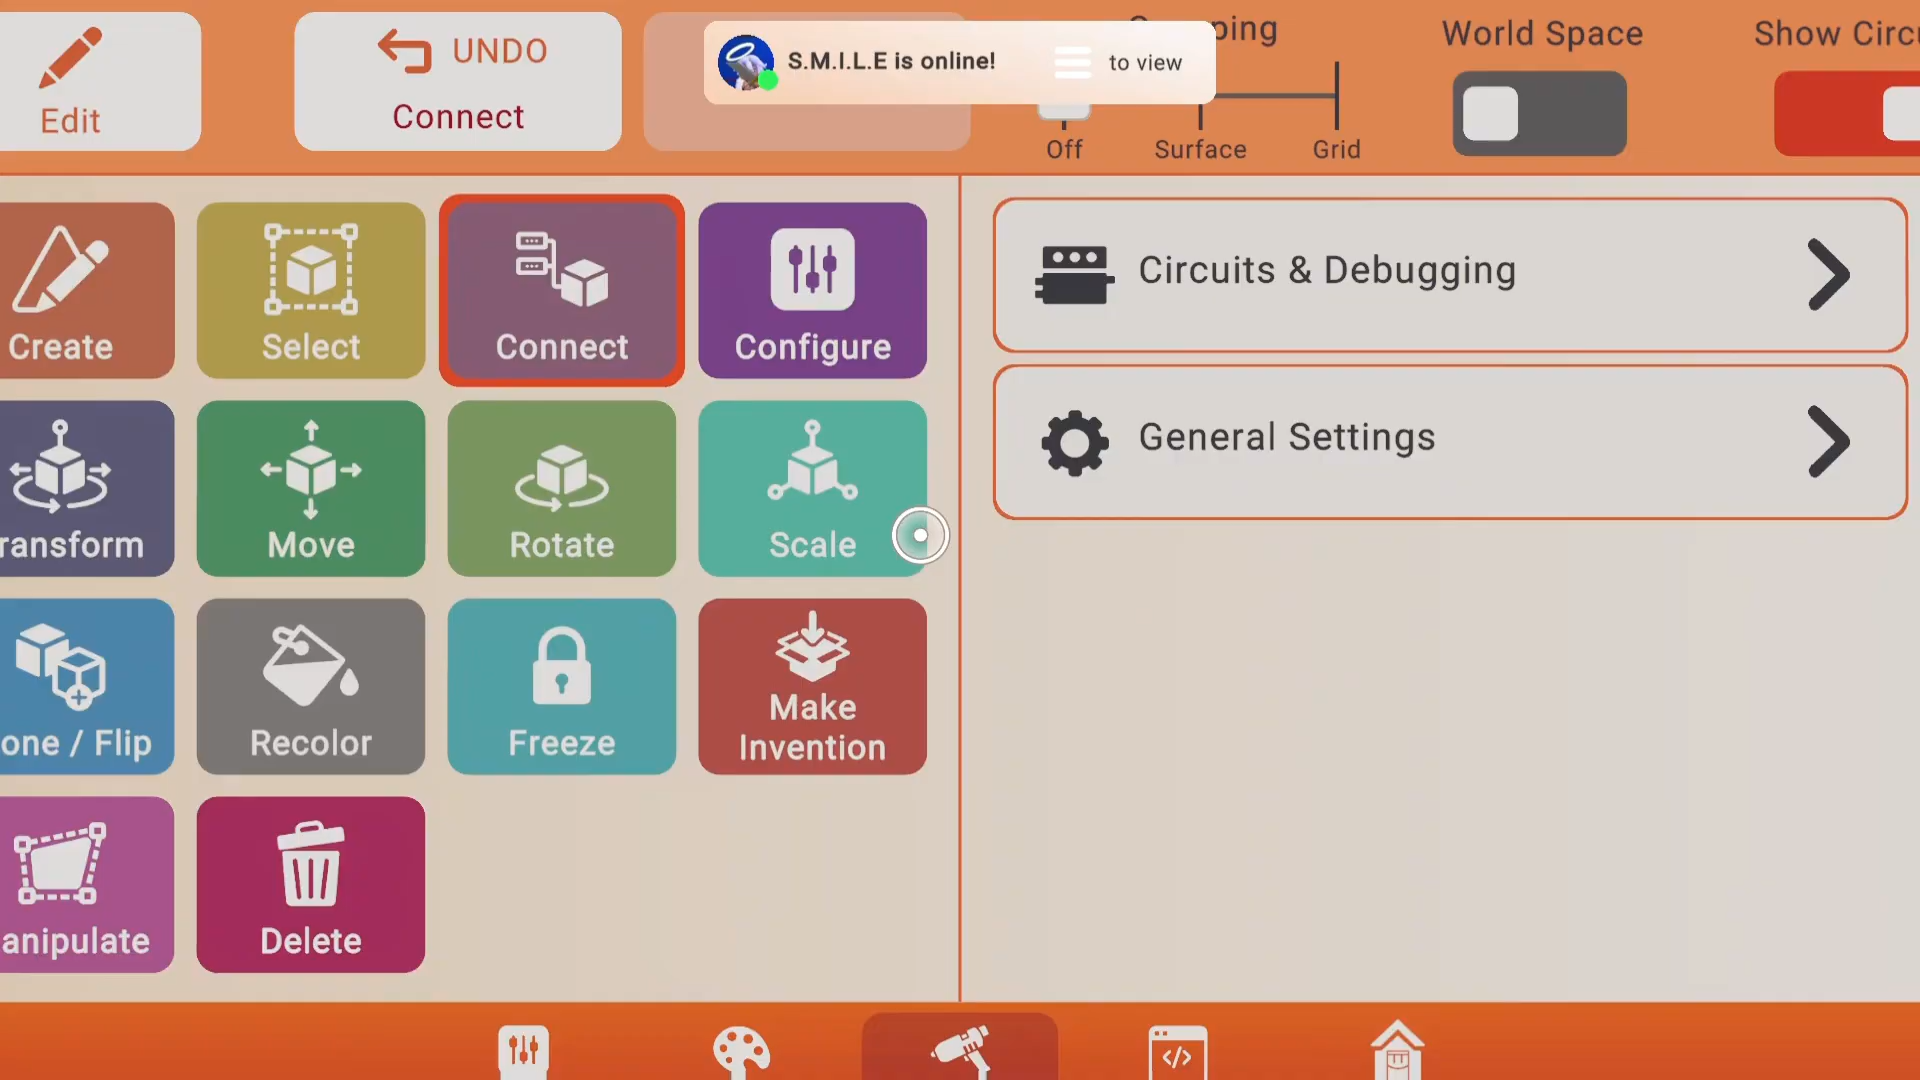 Edit
UNDO
Connect
S.M.I.L.E is online!
to view
ping
Off
Surface
Grid
World Space
Show Circu
Create
Select
Connect
Configure
ransform
Move
Rotate
Scale
one / Flip
Recolor
Freeze
Make
Invention
anipulate
Delete
Circuits & Debugging
General Settings